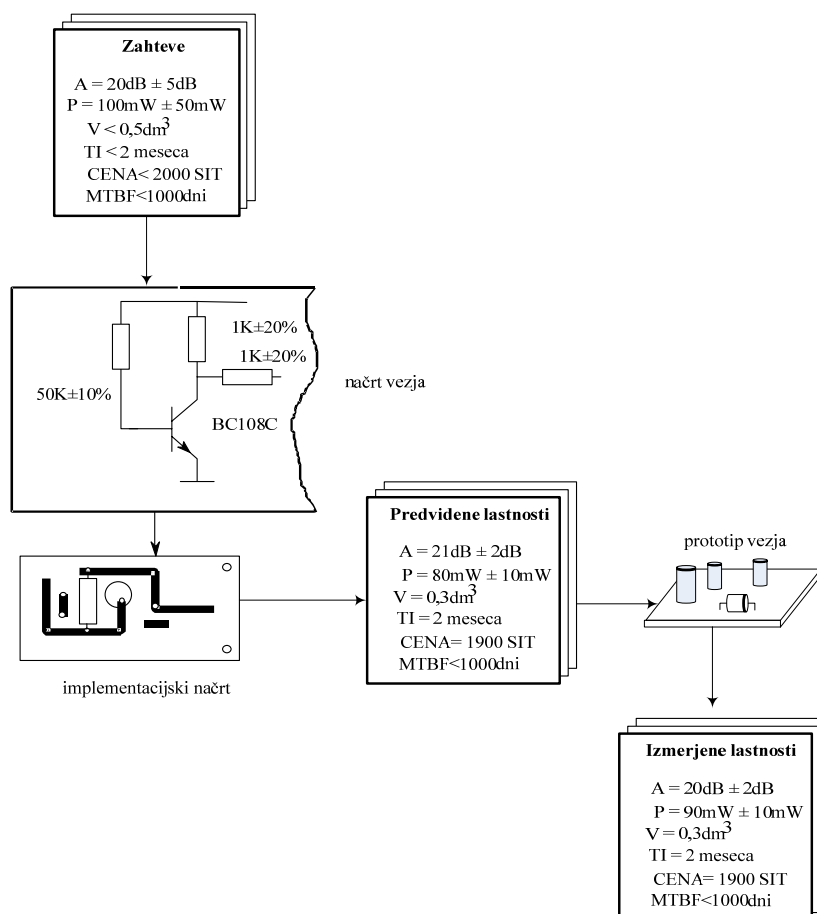 Zahteve
A = 20dB ± 5dB
P = 100mW ± 50mW
V < 0,5dm³
TI < 2 meseca
CENA< 2000 SIT
MTBF<1000dni
1K±20%
1K±20%
50K±10%
BC108C
načrt vezja
implementacijski načrt
Predvidene lastnosti
A = 21dB ± 2dB
P = 80mW ± 10mW
V = 0,3dm³
TI = 2 meseca
CENA= 1900 SIT
MTBF<1000dni
prototip vezja
Izmerjene lastnosti
A = 20dB ± 2dB
P = 90mW ± 10mW
V = 0,3dm³
TI = 2 meseca
CENA= 1900 SIT
MTBF<1000dni